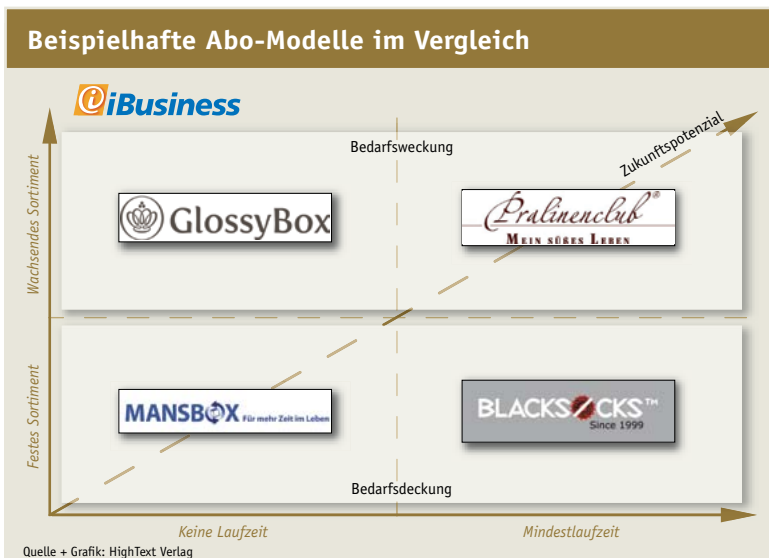 Beispielhafte Abo-Modelle im Vergleich
iBusiness
Zukunftspotenzial
Wachsendes Sortiment
Bedarfsweckung
GlossyBox
Pralinenclub®
MEIN SÜßES LEBEN
Festes Sortiment
MANSBOX Für mehr Zeit im Leben
BLACKSOCKS™
Since 1999
Bedarfsdeckung
Keine Laufzeit
Mindestlaufzeit
Quelle + Grafik: HighText Verlag